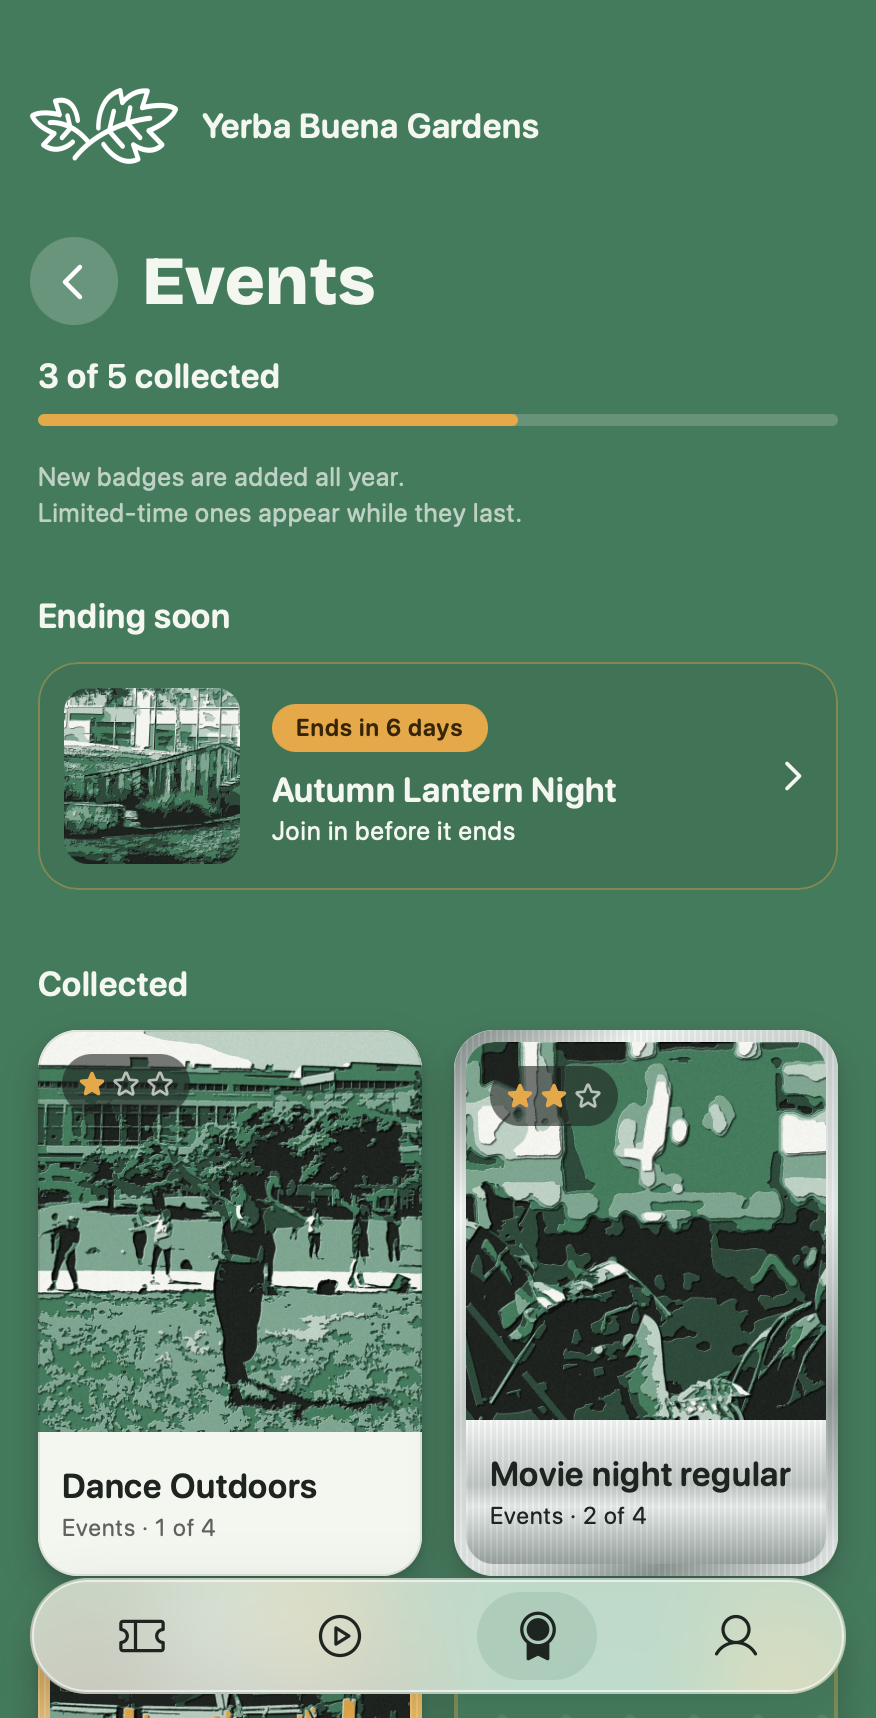 Yerba Buena Gardens
Events
3 of 5 collected
New badges are added all year.
Limited-time ones appear while they last.
Ending soon
Ends in 6 days
Autumn Lantern Night
Join in before it ends
Collected
Dance Outdoors
Events · 1 of 4
Movie night regular
Events · 2 of 4